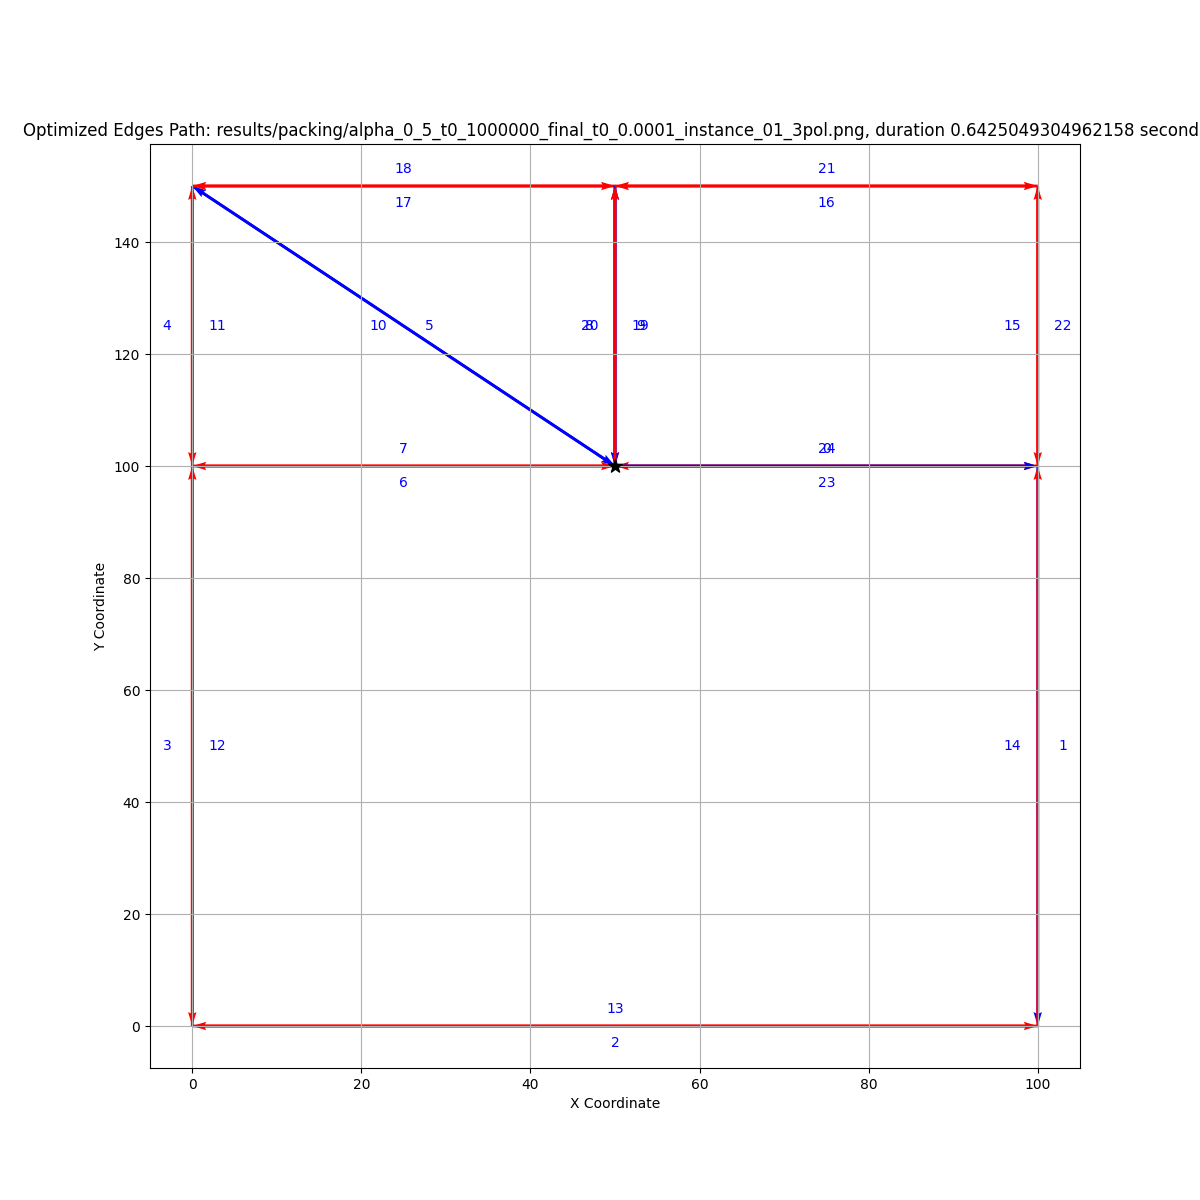 Optimized Edges Path: results/packing/alpha_0_5_t0_1000000_final_t0_0.0001_instance_01_3pol.png, duration 0.6425049304962158 second
18 21
17 16
140
4 11 10 5 15 22
120
7
100
6 23
80
Y Coordinate
60
3 12 14 1
40
20
13
0
2
0 20 40 60 80 100
X Coordinate